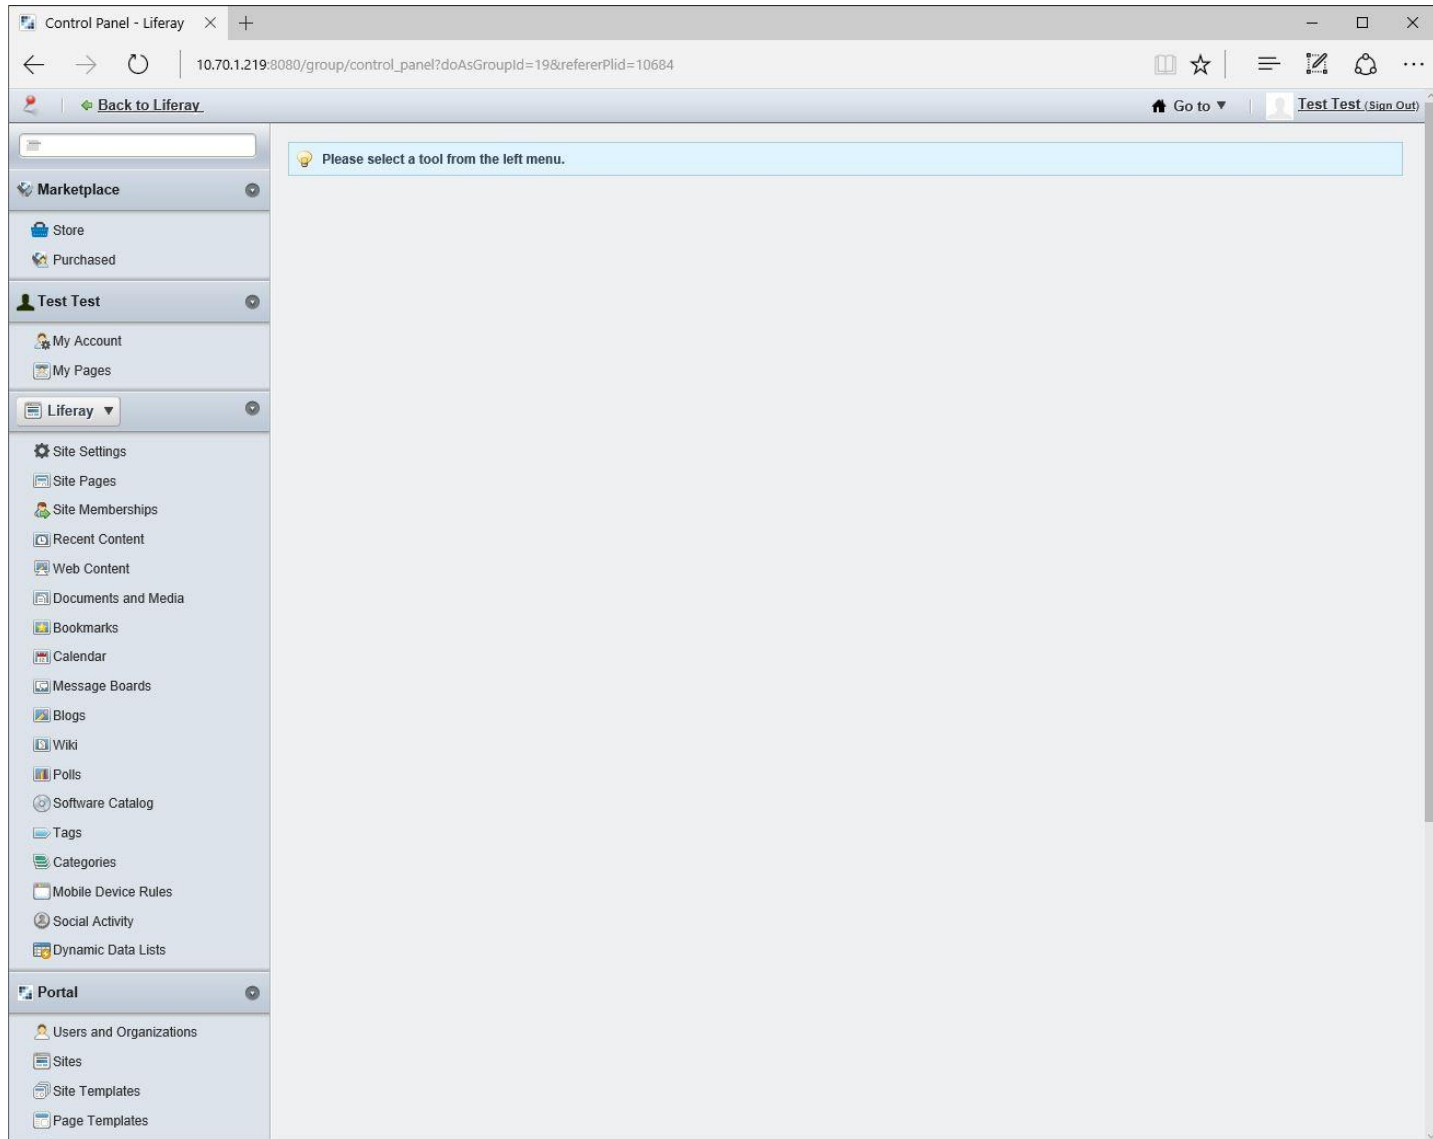 Control Panel - Liferay
10.70.1.219:8080/group/control_panel?doAsGroupId=19&refererPlid=10684
Back to Liferay
Go to
Test Test (Sign Out)
Please select a tool from the left menu.
Marketplace
Store
Purchased
Test Test
My Account
My Pages
Liferay
Site Settings
Site Pages
Site Memberships
Recent Content
Web Content
Documents and Media
Bookmarks
Calendar
Message Boards
Blogs
Wiki
Polls
Software Catalog
Tags
Categories
Mobile Device Rules
Social Activity
Dynamic Data Lists
Portal
Users and Organizations
Sites
Site Templates
Page Templates